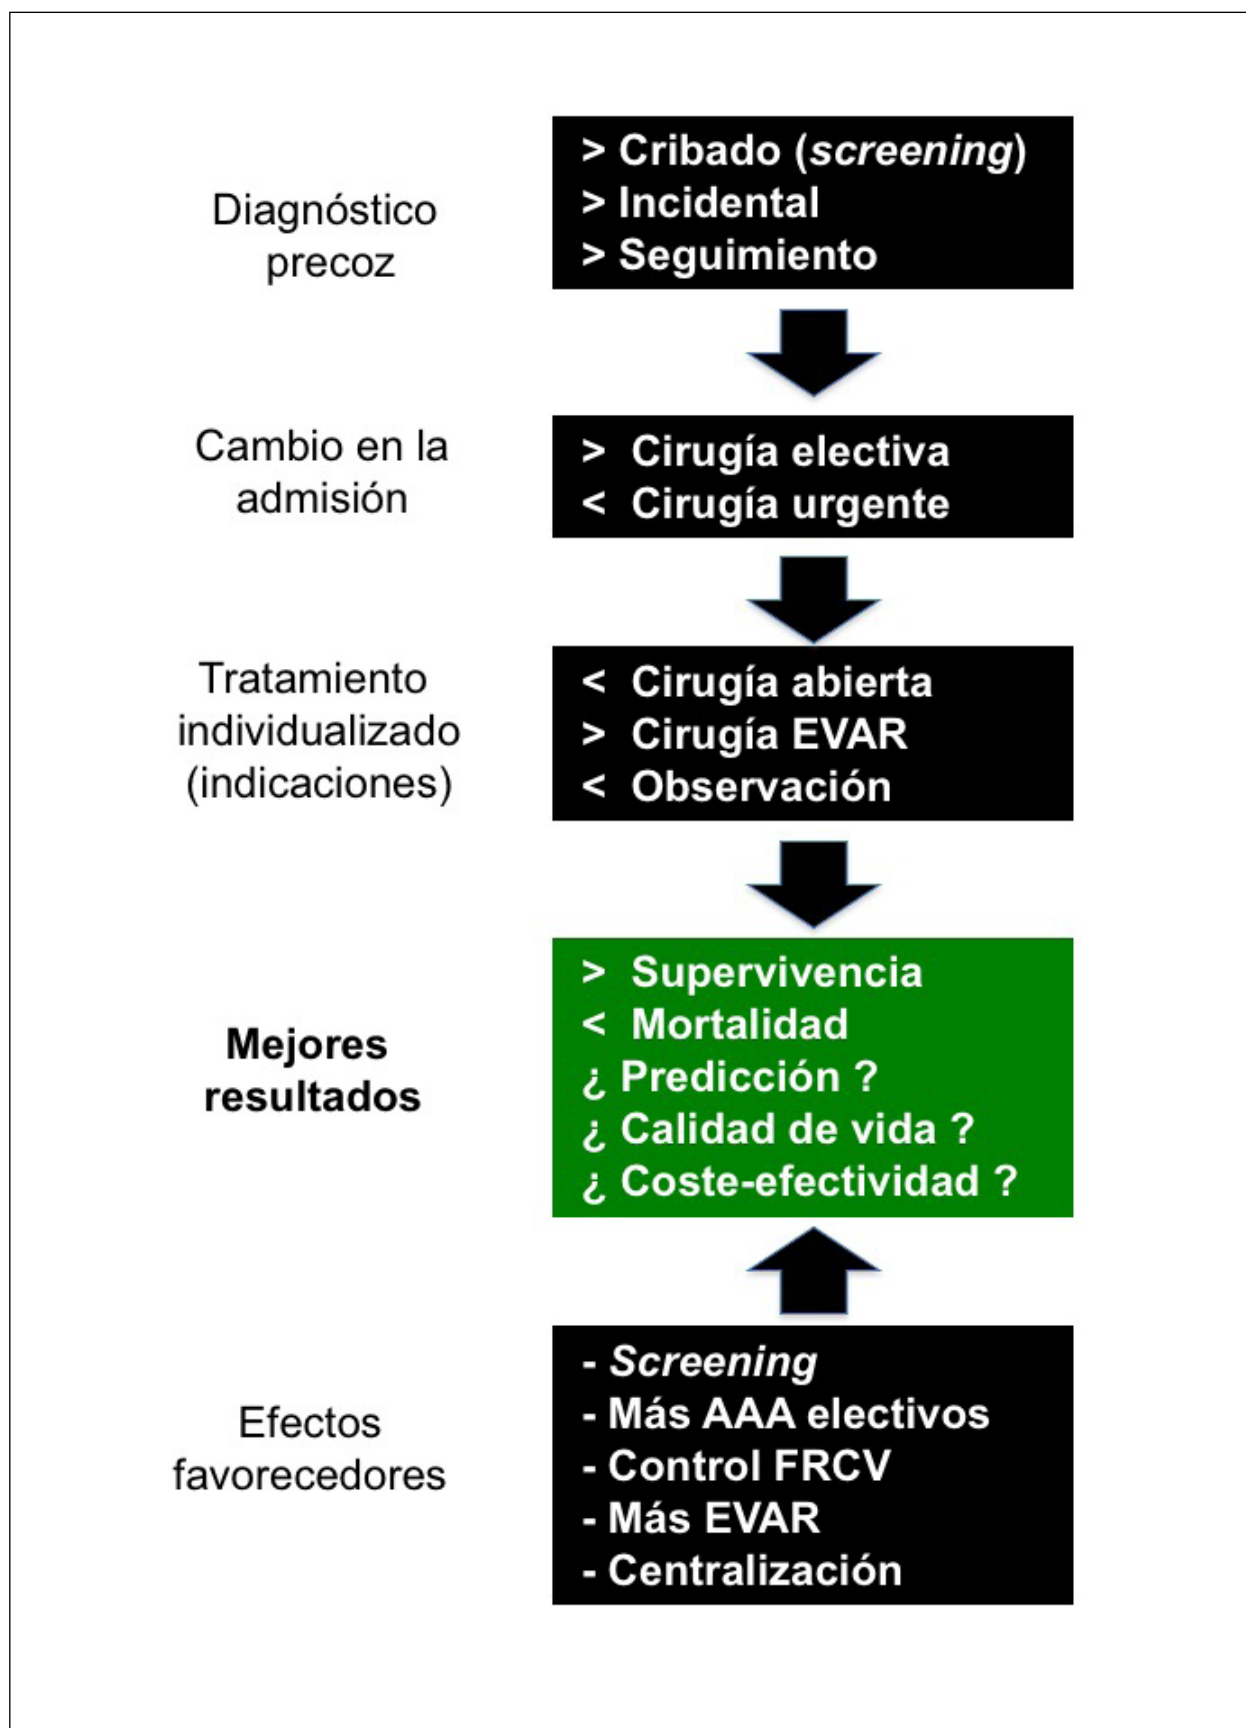 Diagnóstico
precoz
> Cribado (screening)
> Incidental
> Seguimiento
Cambio en la
admisión
> Cirugía electiva
< Cirugía urgente
Tratamiento
individualizado
(indicaciones)
< Cirugía abierta
> Cirugía EVAR
< Observación
Mejores
resultados
> Supervivencia
< Mortalidad
¿ Predicción ?
¿ Calidad de vida ?
¿ Coste-efectividad ?
Efectos
favorecedores
- Screening
- Más AAA electivos
- Control FRCV
- Más EVAR
- Centralización